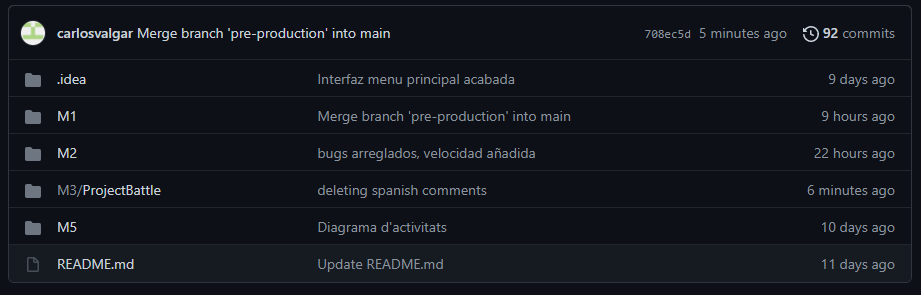 carlosvalgar Merge branch 'pre-production' into main 708ec5d 5 minutes ago 92 commits
.idea Interfaz menu principal acabada 9 days ago
M1 Merge branch 'pre-production' into main 9 hours ago
M2 bugs arreglados, velocidad añadida 22 hours ago
M3/ProjectBattle deleting spanish comments 6 minutes ago
M5 Diagrama d'activitats 10 days ago
README.md Update README.md 11 days ago